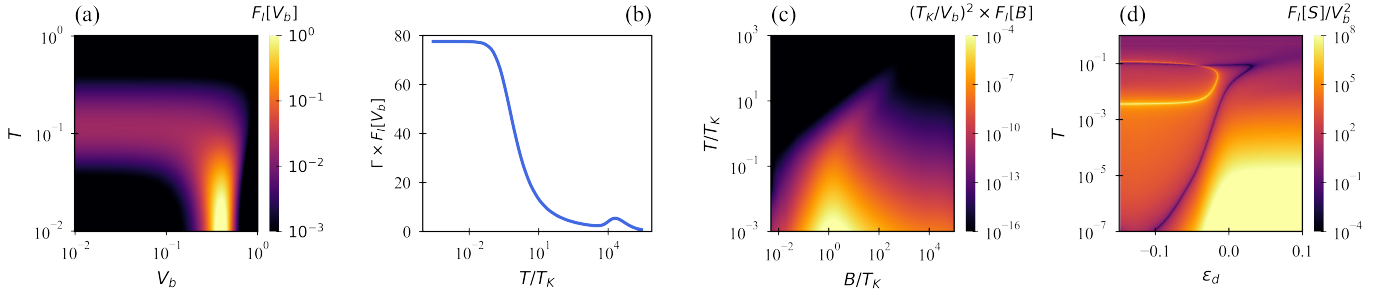 (a)
F_I[V_b]
10^0
10^-1
10^-2
T
10^-2
10^-1
10^0
V_b
10^0
10^-1
10^-2
10^-3
(b)
80
60
40
20
0
Γ × F_I[V_b]
10^-2
10^1
10^4
T/T_K
(c)
(T_K/V_b)^2 × F_I[B]
10^3
10^1
10^-1
10^-3
T/T_K
10^-2
10^0
10^2
10^4
B/T_K
10^-4
10^-7
10^-10
10^-13
10^-16
(d)
F_I[S]/V_b^2
10^-1
10^-3
10^-5
10^-7
T
−0.1
0.0
0.1
ε_d
10^8
10^5
10^2
10^-1
10^-4